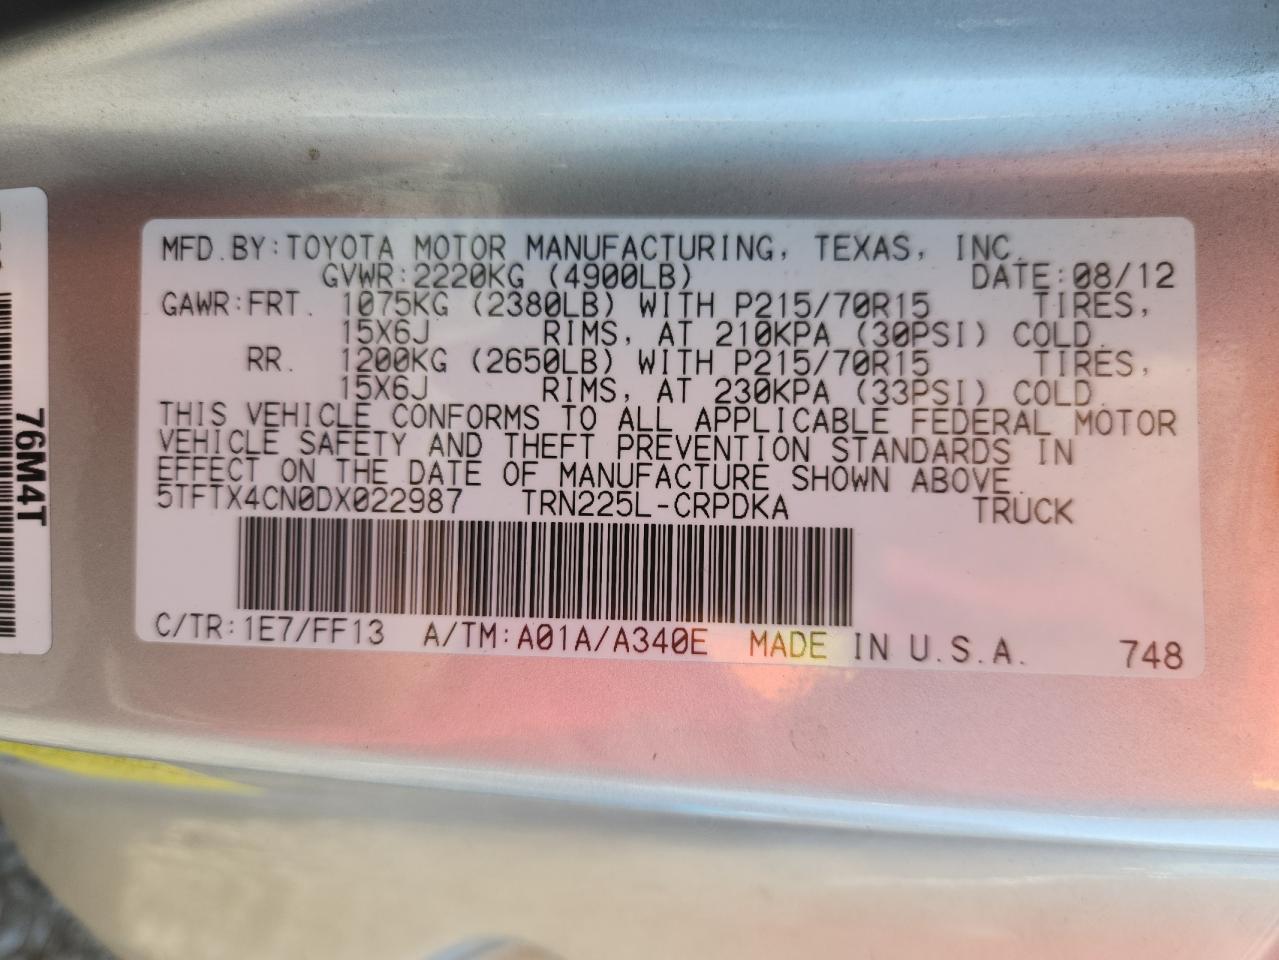 MFD.BY:TOYOTA MOTOR MANUFACTURING, TEXAS, INC.
GVWR:2220KG (4900LB) DATE:08/12
GAWR:FRT. 1075KG (2380LB) WITH P215/70R15 TIRES,
15X6J RIMS, AT 210KPA (30PSI) COLD.
RR. 1200KG (2650LB) WITH P215/70R15 TIRES,
15X6J RIMS, AT 230KPA (33PSI) COLD.
THIS VEHICLE CONFORMS TO ALL APPLICABLE FEDERAL MOTOR
VEHICLE SAFETY AND THEFT PREVENTION STANDARDS IN
EFFECT ON THE DATE OF MANUFACTURE SHOWN ABOVE.
5TFTX4CN0DX022987 TRN225L-CRPDKA TRUCK
C/TR:1E7/FF13 A/TM:A01A/A340E MADE IN U.S.A. 748
76M4T